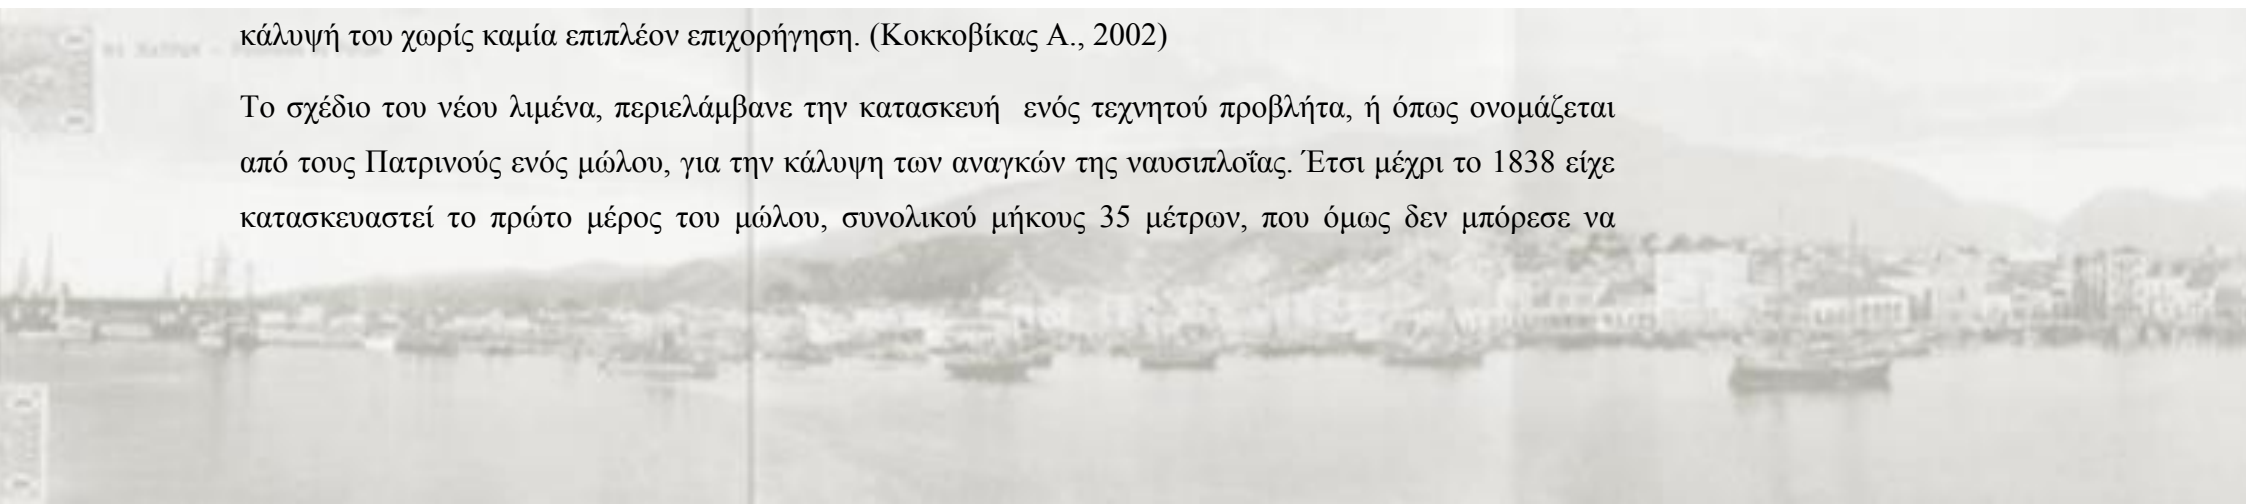 κάλυψή του χωρίς καμία επιπλέον επιχορήγηση. (Κοκκοβίκας Α., 2002)
Το σχέδιο του νέου λιμένα, περιελάμβανε την κατασκευή ενός τεχνητού προβλήτα, ή όπως ονομάζεται
από τους Πατρινούς ενός μώλου, για την κάλυψη των αναγκών της ναυσιπλοΐας. Έτσι μέχρι το 1838 είχε
κατασκευαστεί το πρώτο μέρος του μώλου, συνολικού μήκους 35 μέτρων, που όμως δεν μπόρεσε να